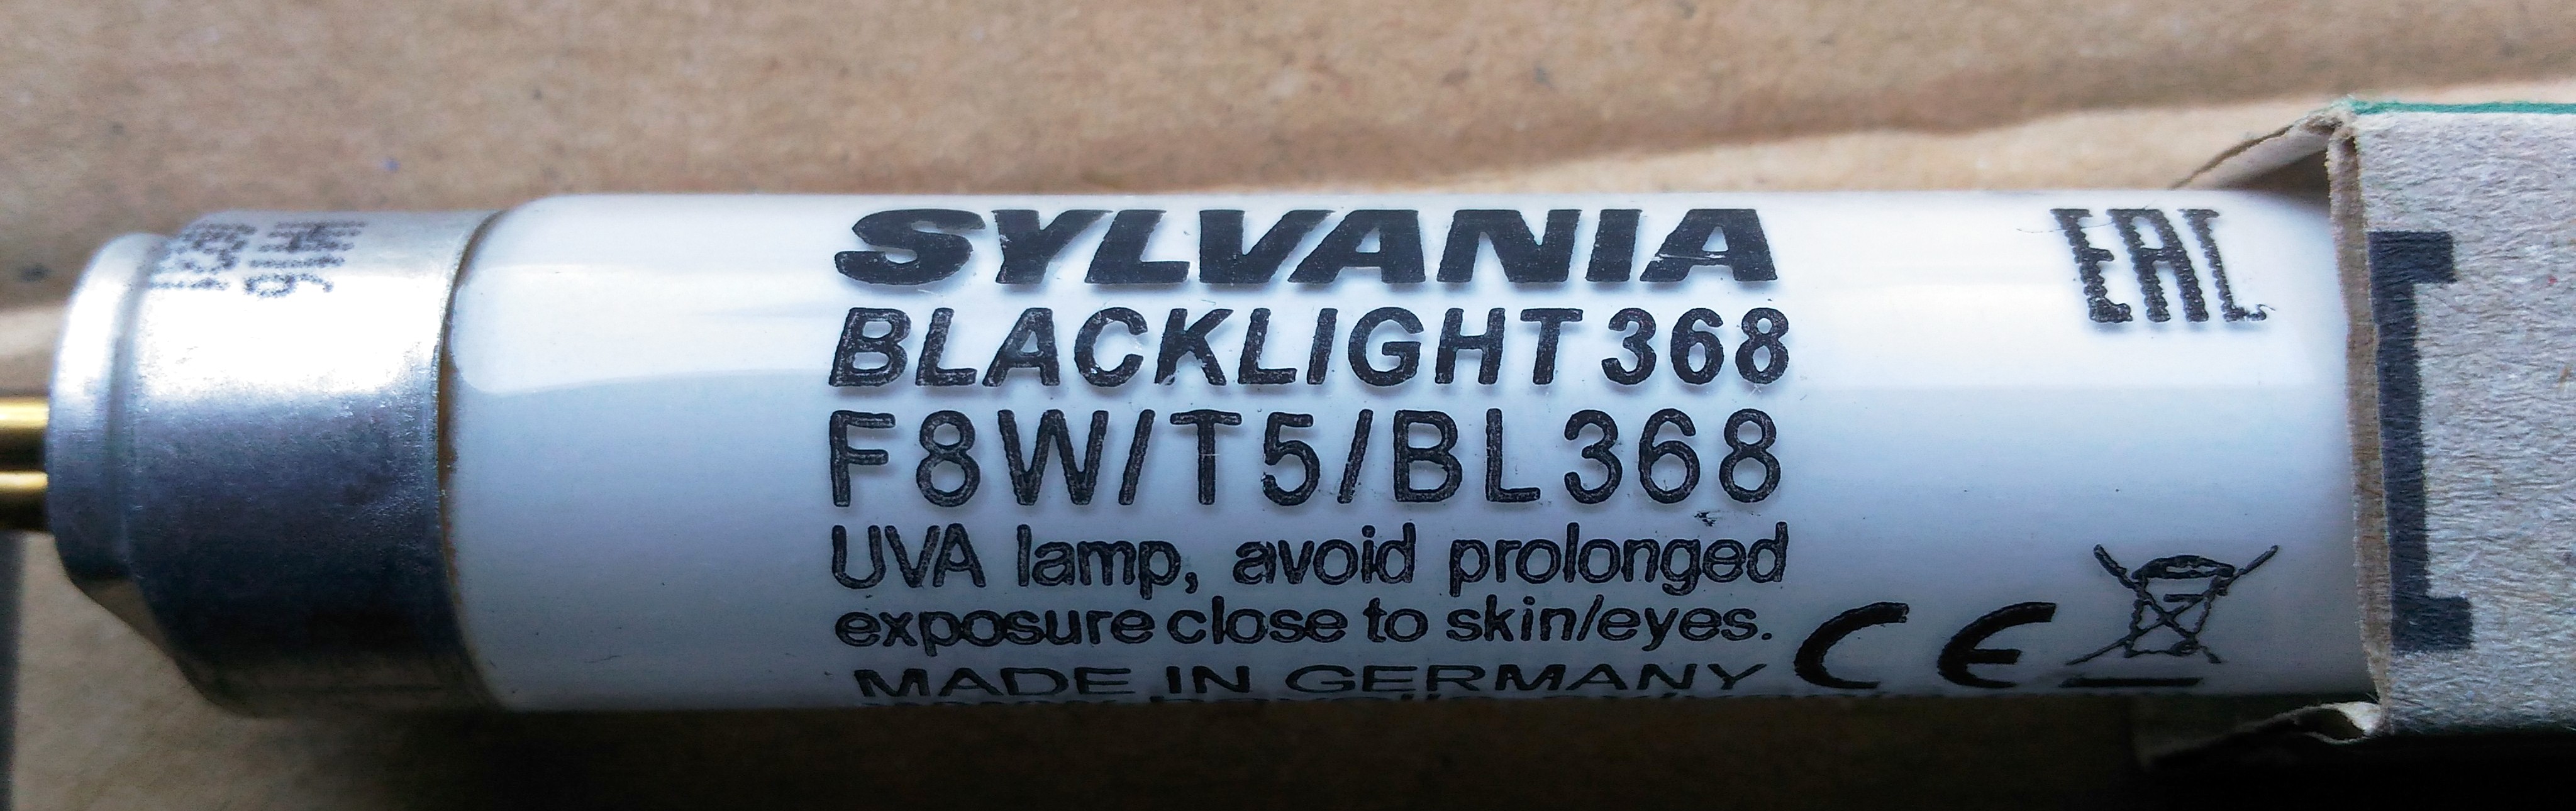 SYLVANIA
BLACKLIGHT 368
F8W/T5/BL368
UVA lamp, avoid prolonged
exposure close to skin/eyes.
MADE IN GERMANY
CE
EAC